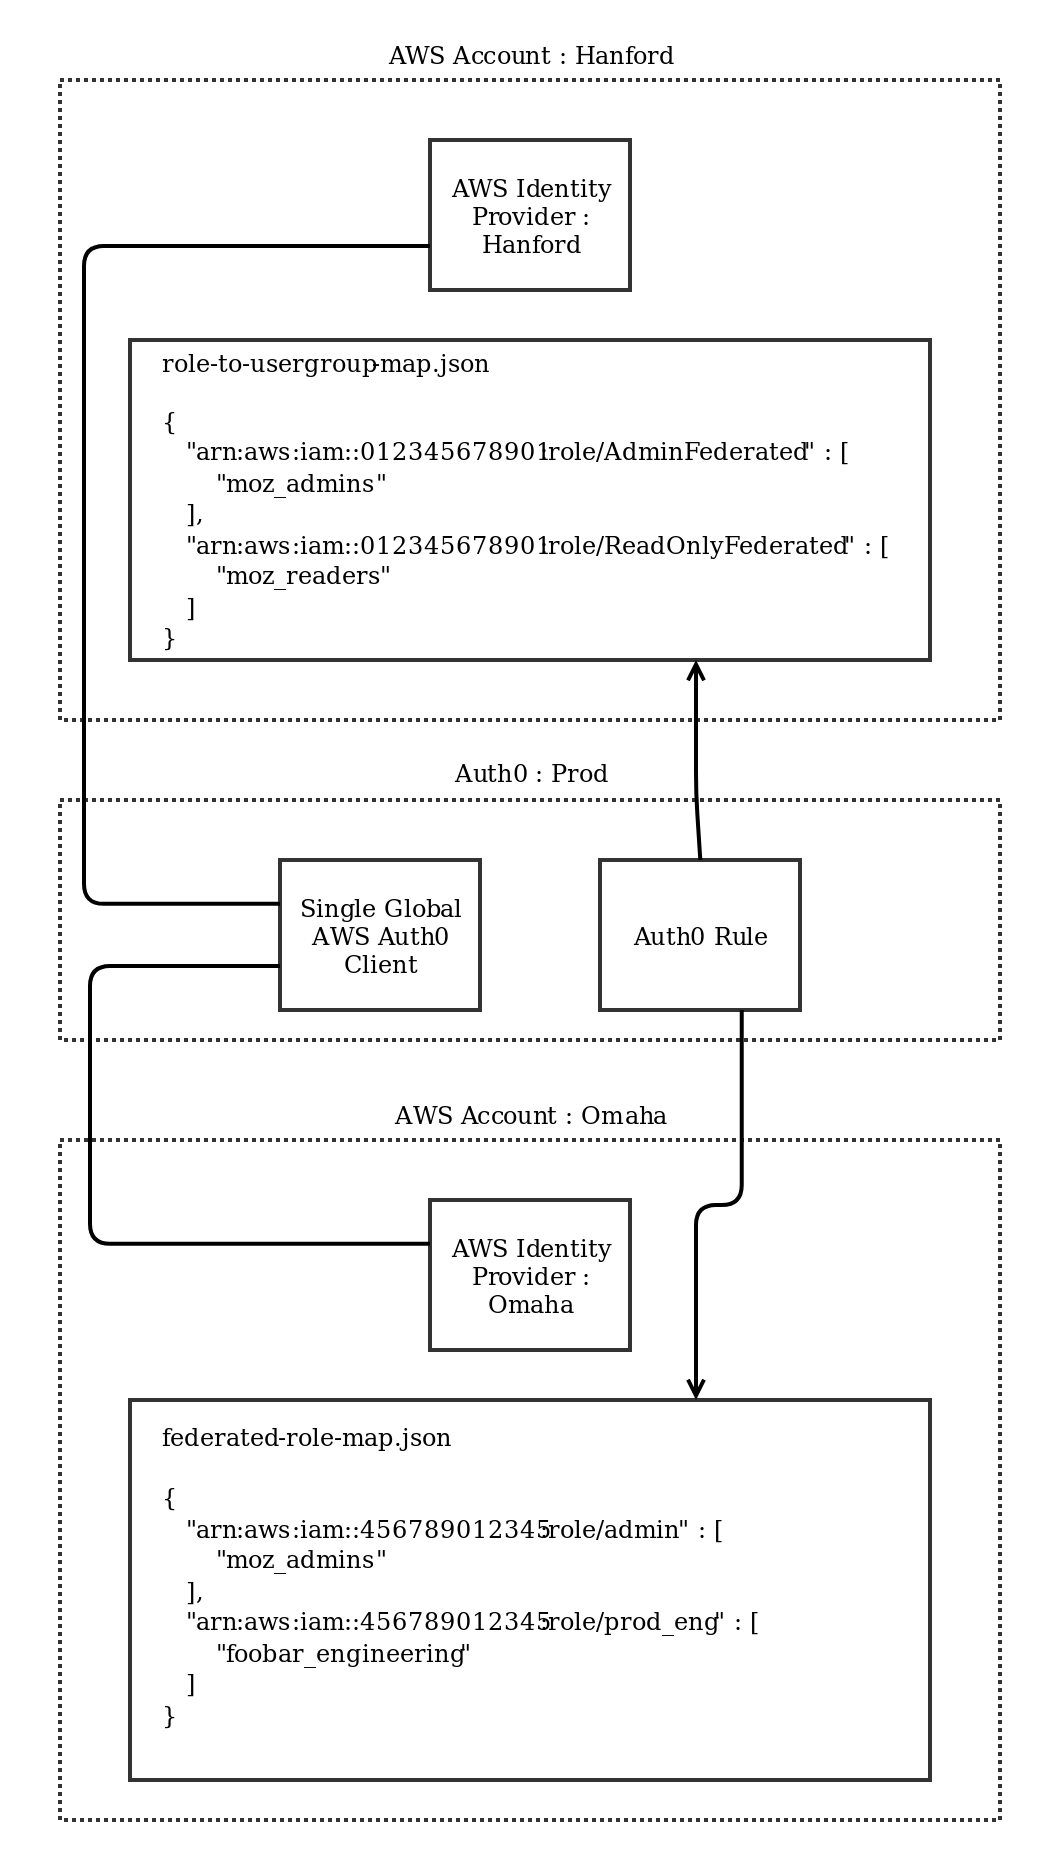 AWS Account : Hanford
AWS Identity
Provider :
Hanford
role-to-usergroup-map.json
{
"arn:aws:iam::012345678901:role/AdminFederated" : [
"moz_admins"
],
"arn:aws:iam::012345678901:role/ReadOnlyFederated" : [
"moz_readers"
]
}
Auth0 : Prod
Single Global
AWS Auth0
Client
Auth0 Rule
AWS Account : Omaha
AWS Identity
Provider :
Omaha
federated-role-map.json
{
"arn:aws:iam::456789012345:role/admin" : [
"moz_admins"
],
"arn:aws:iam::456789012345:role/prod_eng" : [
"foobar_engineering"
]
}